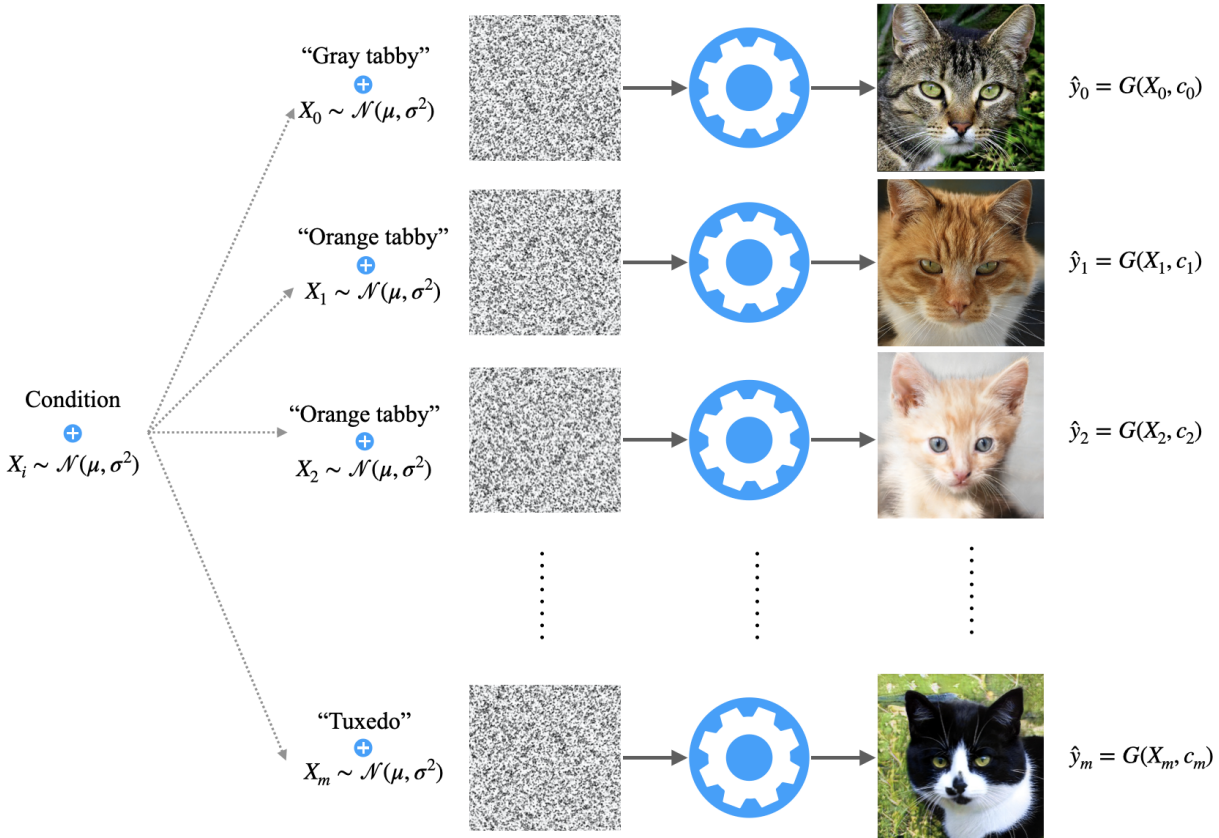 “Gray tabby”
X₀ ∼ 𝒩(μ, σ²)
ŷ₀ = G(X₀, c₀)
“Orange tabby”
X₁ ∼ 𝒩(μ, σ²)
ŷ₁ = G(X₁, c₁)
Condition
Xᵢ ∼ 𝒩(μ, σ²)
“Orange tabby”
X₂ ∼ 𝒩(μ, σ²)
ŷ₂ = G(X₂, c₂)
“Tuxedo”
Xₘ ∼ 𝒩(μ, σ²)
ŷₘ = G(Xₘ, cₘ)